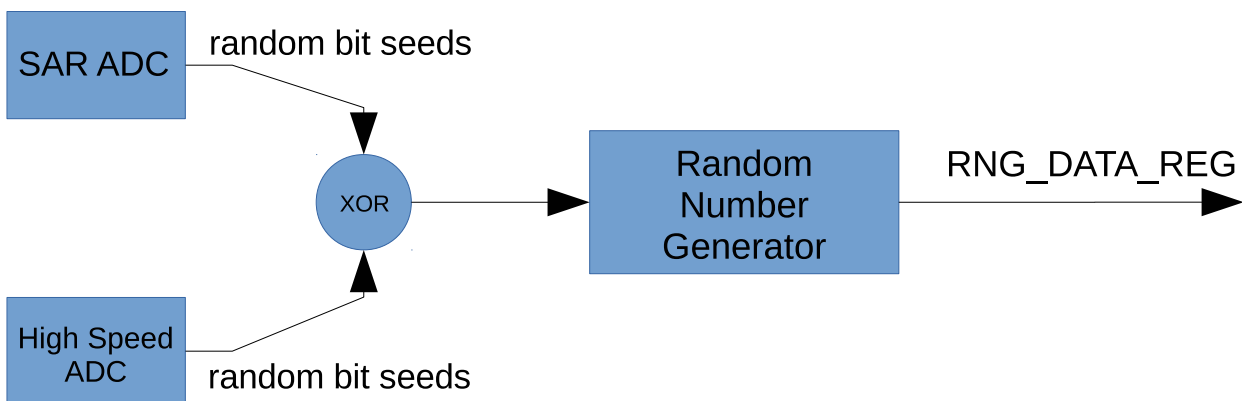 SAR ADC
random bit seeds
XOR
Random
Number
Generator
RNG_DATA_REG
High Speed
ADC
random bit seeds